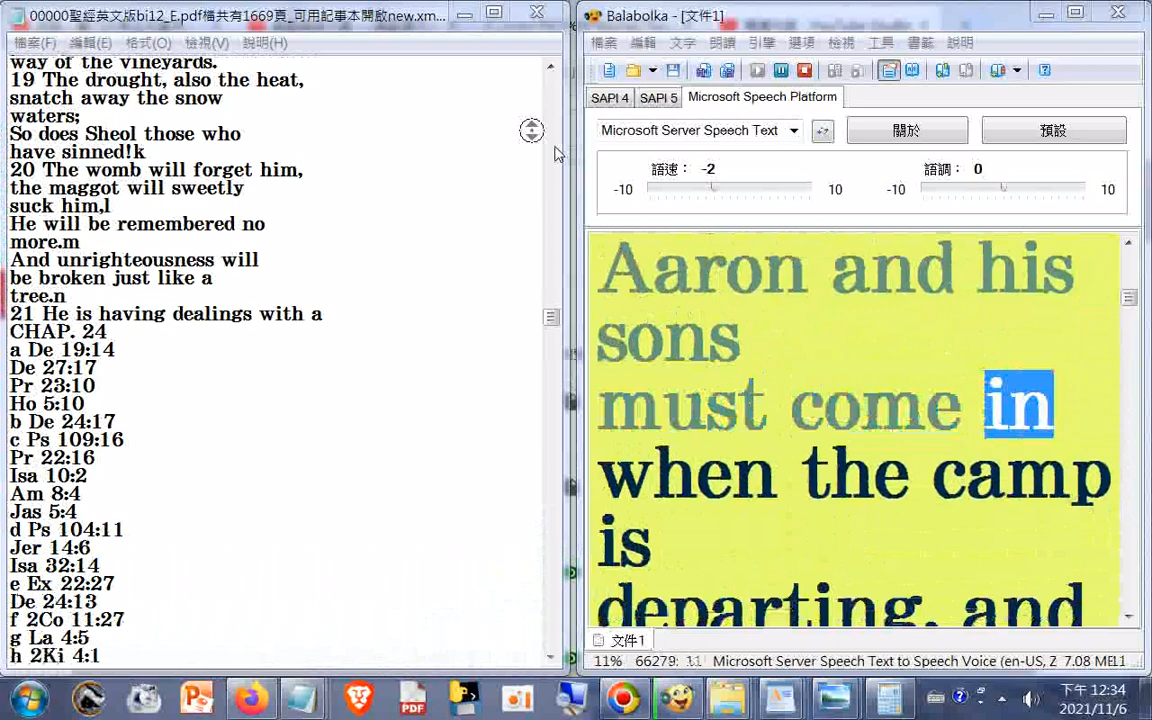 00000聖經英文版bi12_E.pdf檔共有1669頁_可用記事本開啟new.xm...
檔案(F) 編輯(E) 格式(O) 檢視(V) 說明(H)
way of the vineyards.
19 The drought, also the heat,
snatch away the snow
waters;
So does Sheol those who
have sinned!k
20 The womb will forget him,
the maggot will sweetly
suck him,l
He will be remembered no
more.m
And unrighteousness will
be broken just like a
tree.n
21 He is having dealings with a
CHAP. 24
a De 19:14
De 27:17
Pr 23:10
Ho 5:10
b De 24:17
c Ps 109:16
Pr 22:16
Isa 10:2
Am 8:4
Jas 5:4
d Ps 104:11
Jer 14:6
Isa 32:14
e Ex 22:27
De 24:13
f 2Co 11:27
g La 4:5
h 2Ki 4:1
Balabolka - [文件1]
檔案 編輯 文字 朗讀 引擎 選項 檢視 工具 書籤 說明
SAPI 4 SAPI 5 Microsoft Speech Platform
Microsoft Server Speech Text 關於 預設
語速: -2 語調: 0
-10 10 -10 10
Aaron and his
sons
must come in
when the camp
is
departing, and
文件1
11% 66279: 11 Microsoft Server Speech Text to Speech Voice (en-US, Z 7.08 ME11
PDF
下午 12:34
2021/11/6